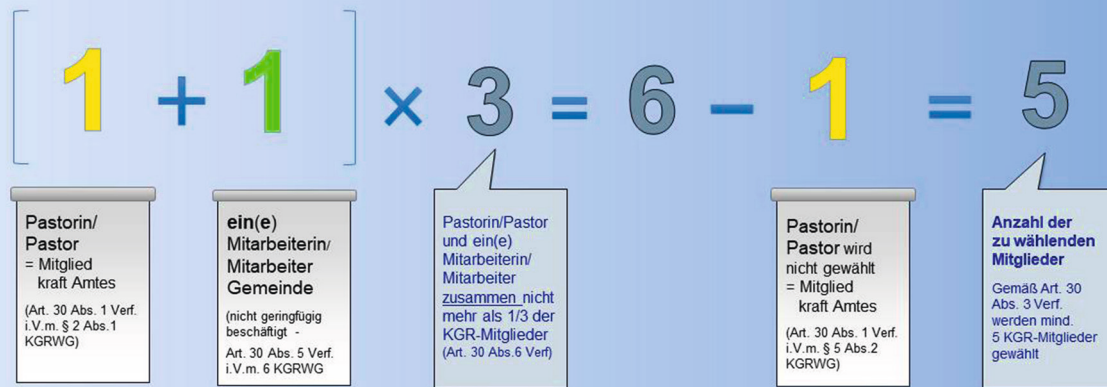 [1 + 1] × 3 = 6 − 1 = 5
Pastorin/
Pastor
= Mitglied
kraft Amtes
(Art. 30 Abs. 1 Verf.
i.V.m. § 2 Abs.1
KGRWG)
ein(e)
Mitarbeiterin/
Mitarbeiter
Gemeinde
(nicht geringfügig
beschäftigt -
Art. 30 Abs. 5 Verf.
i.V.m. 6 KGRWG
Pastorin/Pastor
und ein(e)
Mitarbeiterin/
Mitarbeiter
zusammen nicht
mehr als 1/3 der
KGR-Mitglieder
(Art. 30 Abs.6 Verf)
Pastorin/
Pastor wird
nicht gewählt
= Mitglied
kraft Amtes
(Art. 30 Abs. 1 Verf.
i.V.m. § 5 Abs.2
KGRWG)
Anzahl der
zu wählenden
Mitglieder
Gemäß Art. 30
Abs. 3 Verf.
werden mind.
5 KGR-Mitglieder
gewählt